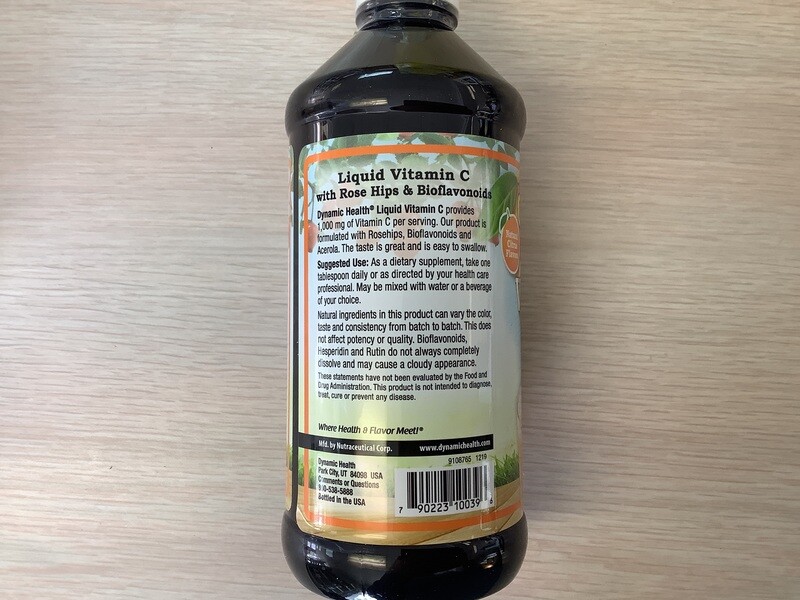 Liquid Vitamin C
with Rose Hips & Bioflavonoids
Dynamic Health® Liquid Vitamin C provides
1,000 mg of Vitamin C per serving. Our product is
formulated with Rosehips, Bioflavonoids and
Acerola. The taste is great and is easy to swallow.
Suggested Use: As a dietary supplement, take one
tablespoon daily or as directed by your health care
professional. May be mixed with water or a beverage
of your choice.
Natural ingredients in this product can vary the color,
taste and consistency from batch to batch. This does
not affect potency or quality. Bioflavonoids,
Hesperidin and Rutin do not always completely
dissolve and may cause a cloudy appearance.
These statements have not been evaluated by the Food and
Drug Administration. This product is not intended to diagnose,
treat, cure or prevent any disease.
Natural
Citrus
Flavor
Where Health & Flavor Meet!®
Mfd. by Nutraceutical Corp. www.dynamichealth.com
Dynamic Health
Park City, UT 84098 USA
Comments or Questions
800-538-5888
Bottled in the USA
9108765 1219
7 90223 10039 6